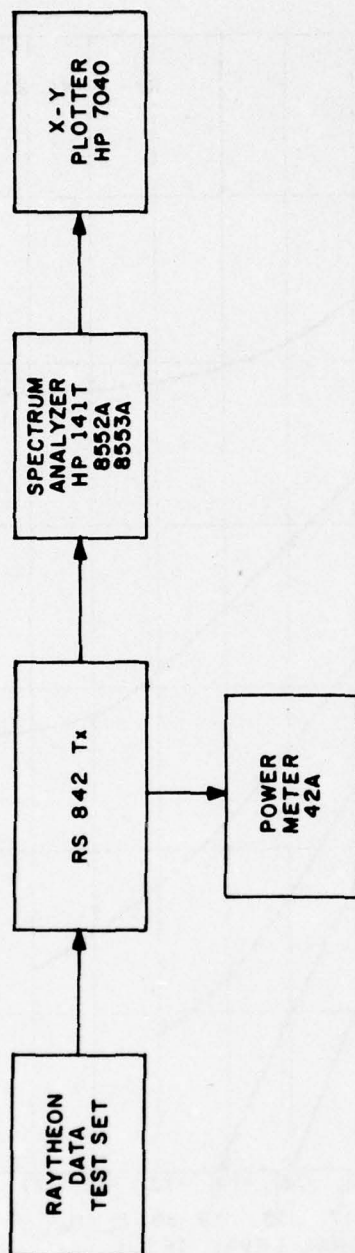 RAYTHEON
DATA
TEST SET
RS 842 Tx
POWER
METER
42A
SPECTRUM
ANALYZER
HP 141T
8552A
8553A
X-Y
PLOTTER
HP 7040